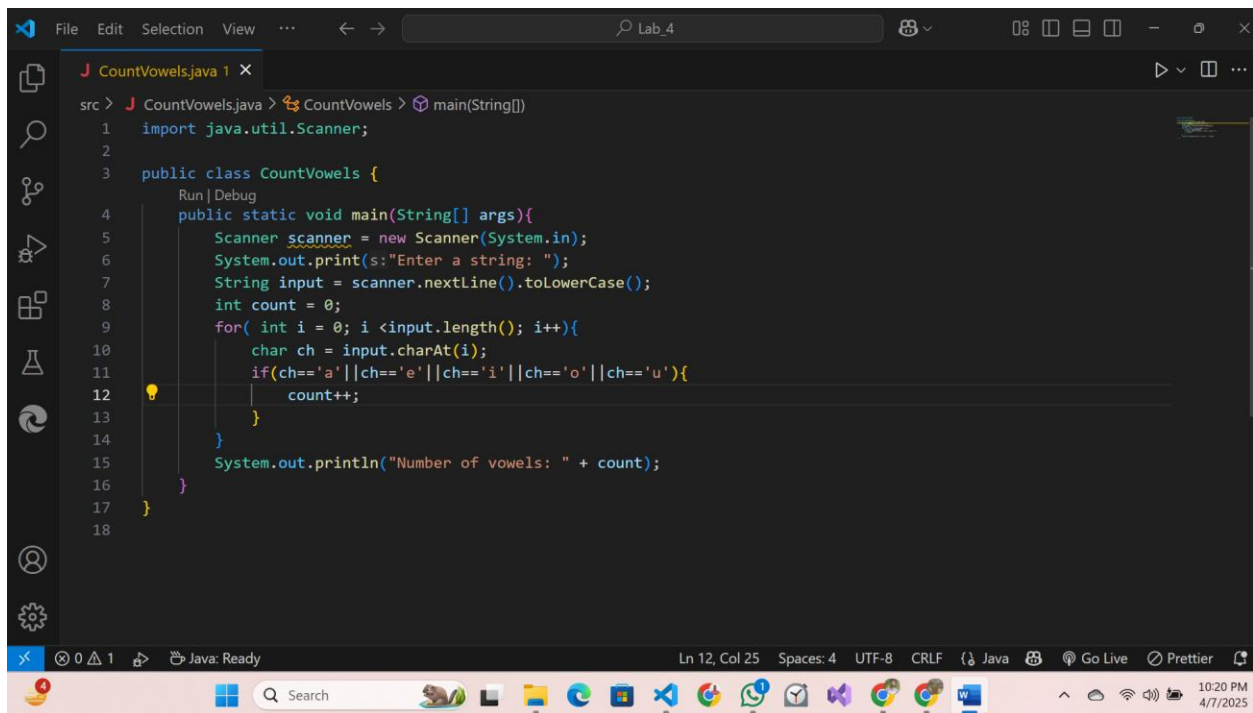 File Edit Selection View ··· Lab_4
J CountVowels.java 1
src > J CountVowels.java > CountVowels > main(String[])
1 import java.util.Scanner;
2
3 public class CountVowels {
Run | Debug
4     public static void main(String[] args){
5         Scanner scanner = new Scanner(System.in);
6         System.out.print(s:"Enter a string: ");
7         String input = scanner.nextLine().toLowerCase();
8         int count = 0;
9         for( int i = 0; i <input.length(); i++){
10             char ch = input.charAt(i);
11             if(ch=='a'||ch=='e'||ch=='i'||ch=='o'||ch=='u'){
12                 count++;
13             }
14         }
15         System.out.println("Number of vowels: " + count);
16     }
17 }
18
0 1 Java: Ready Ln 12, Col 25 Spaces: 4 UTF-8 CRLF {} Java Go Live Prettier
4 Search 1 10:20 PM
4/7/2025